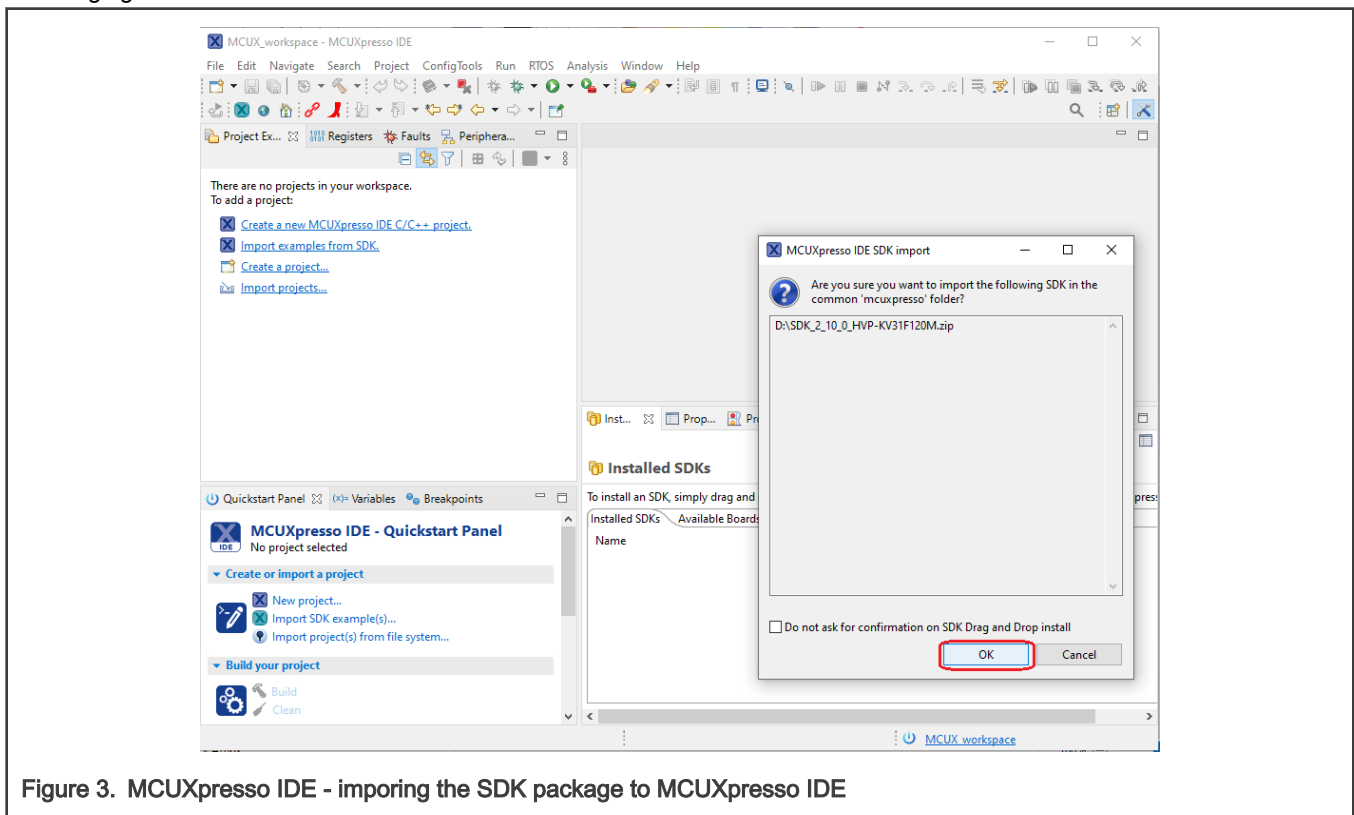 MCUX_workspace - MCUXpresso IDE
File Edit Navigate Search Project ConfigTools Run RTOS Analysis Window Help
Project Ex... Registers Faults Periphera...
There are no projects in your workspace.
To add a project:
Create a new MCUXpresso IDE C/C++ project.
Import examples from SDK.
Create a project...
Import projects...
MCUXpresso IDE SDK import
Are you sure you want to import the following SDK in the
common 'mcuxpresso' folder?
D:\SDK_2_10_0_HVP-KV31F120M.zip
Do not ask for confirmation on SDK Drag and Drop install
OK Cancel
Inst... Prop... Pr
Installed SDKs
To install an SDK, simply drag and
Installed SDKs Available Boards
Name
Quickstart Panel (x)= Variables Breakpoints
IDE
MCUXpresso IDE - Quickstart Panel
No project selected
Create or import a project
New project...
Import SDK example(s)...
Import project(s) from file system...
Build your project
Build
Clean
MCUX_workspace
Figure 3. MCUXpresso IDE - imporing the SDK package to MCUXpresso IDE